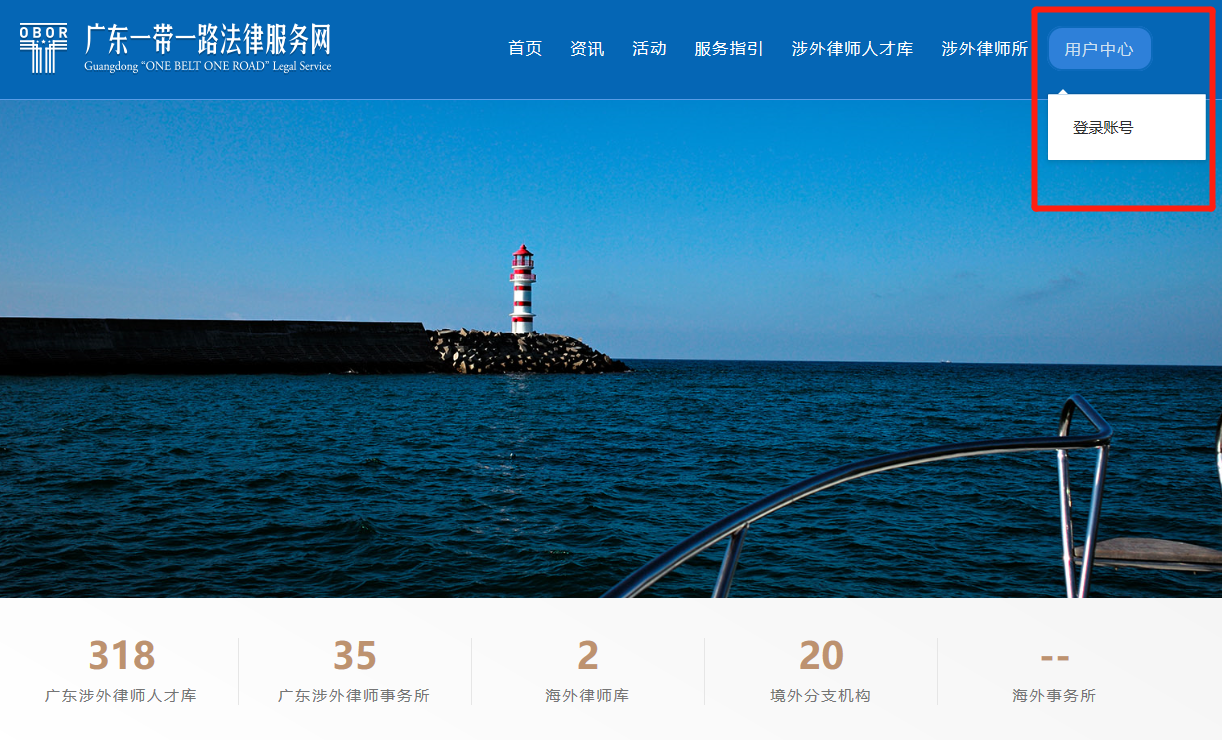 OBOR
广东一带一路法律服务网
Guangdong “ONE BELT ONE ROAD” Legal Service
首页 资讯 活动 服务指引 涉外律师人才库 涉外律师所 用户中心
登录账号
318 35 2 20 --
广东涉外律师人才库 广东涉外律师事务所 海外律师库 境外分支机构 海外事务所